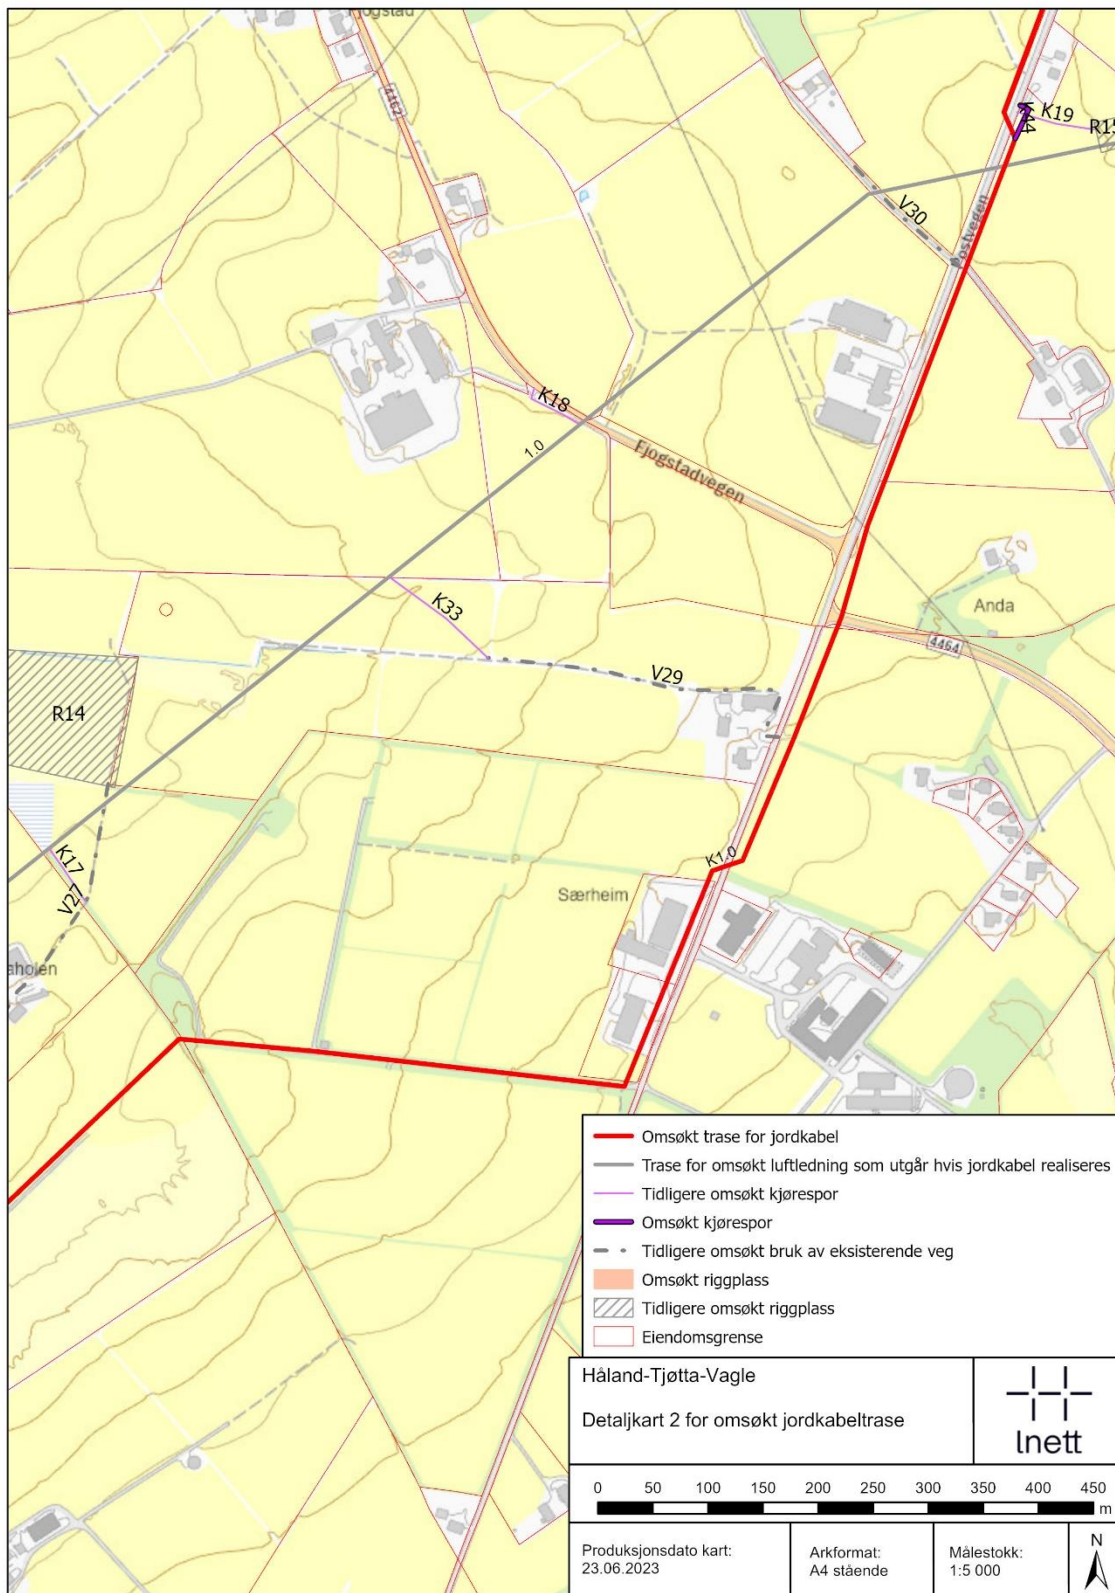 Fjogstad
4462
K19
KA4
R15
V30
Postvegen
K18
1.0
Fjogstadvegen
K33
Anda
4464
V29
R14
K1.0
K17
V27
Særheim
aholen
Omsøkt trase for jordkabel
Trase for omsøkt luftledning som utgår hvis jordkabel realiseres
Tidligere omsøkt kjørespor
Omsøkt kjørespor
Tidligere omsøkt bruk av eksisterende veg
Omsøkt riggplass
Tidligere omsøkt riggplass
Eiendomsgrense
Håland-Tjøtta-Vagle
Detaljkart 2 for omsøkt jordkabeltrase
lnett
0 50 100 150 200 250 300 350 400 450
m
Produksjonsdato kart:
23.06.2023
Arkformat:
A4 stående
Målestokk:
1:5 000
N